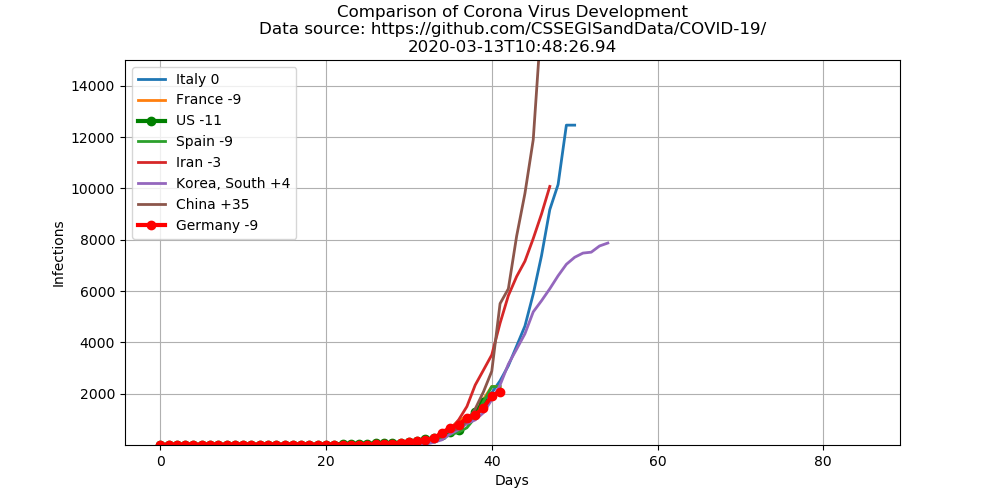 Comparison of Corona Virus Development
Data source: https://github.com/CSSEGISandData/COVID-19/
2020-03-13T10:48:26.94
14000
12000
10000
8000
6000
4000
2000
Infections
Italy 0
France -9
US -11
Spain -9
Iran -3
Korea, South +4
China +35
Germany -9
0
20
40
60
80
Days